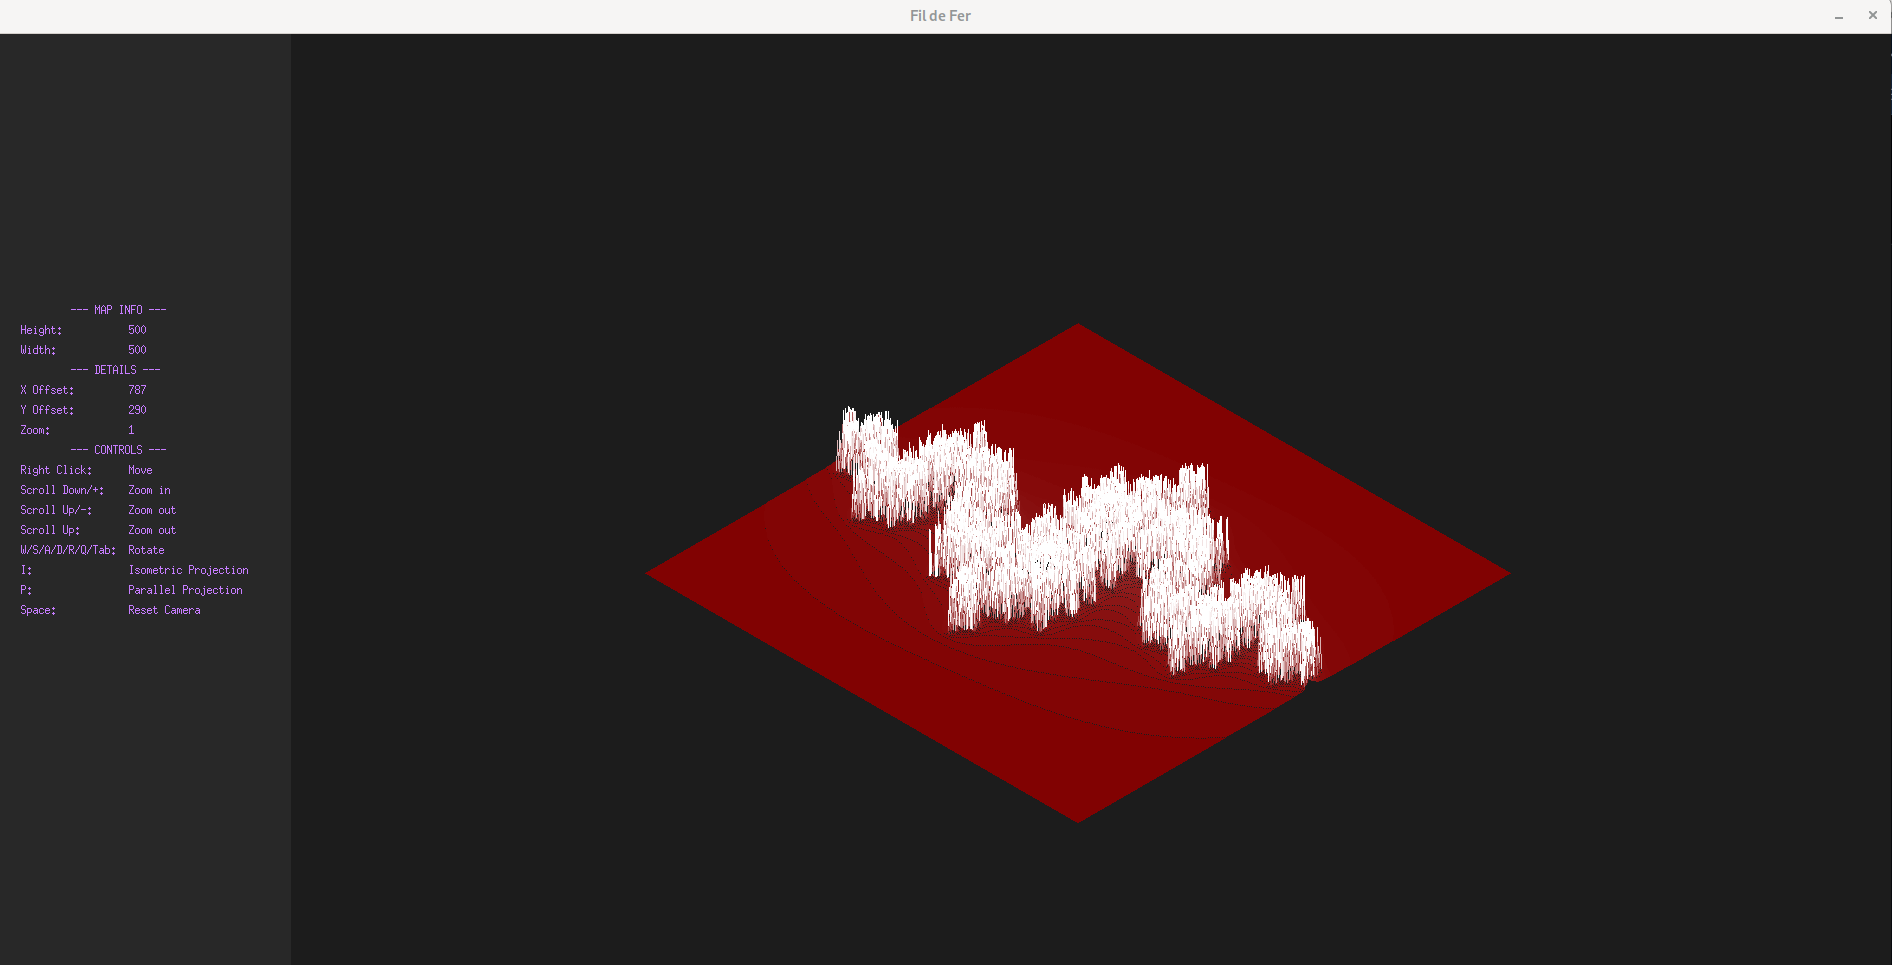 Fil de Fer
--- MAP INFO ---
Height: 500
Width: 500
--- DETAILS ---
X Offset: 787
Y Offset: 290
Zoom: 1
--- CONTROLS ---
Right Click: Move
Scroll Down/+: Zoom in
Scroll Up/-: Zoom out
Scroll Up: Zoom out
W/S/A/D/R/Q/Tab: Rotate
I: Isometric Projection
P: Parallel Projection
Space: Reset Camera